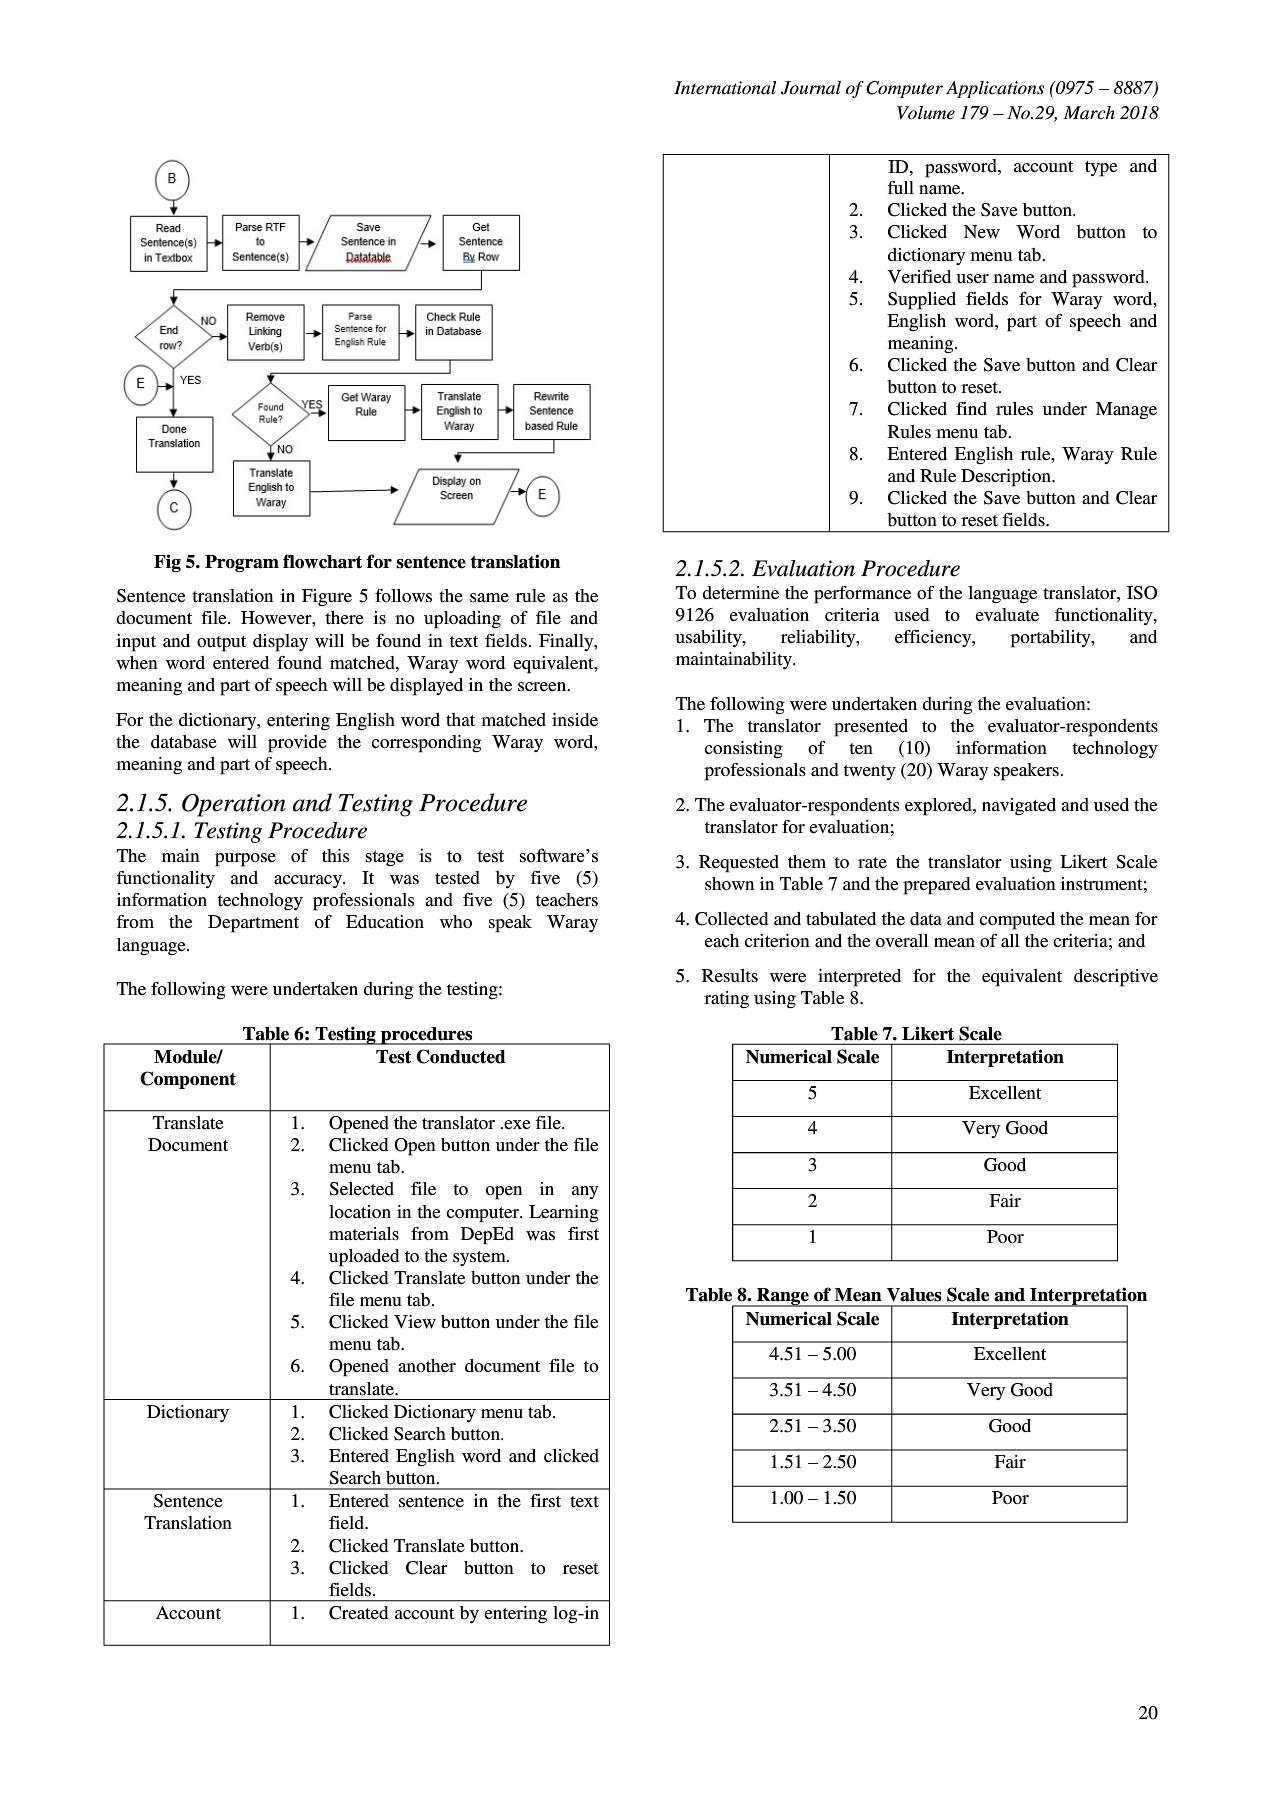 International Journal of Computer Applications (0975 – 8887)
Volume 179 – No.29, March 2018
B
Read
Sentence(s)
in Textbox
Parse RTF
to
Sentence(s)
Save
Sentence in
Datatable
Get
Sentence
By Row
End
row?
NO
Remove
Linking
Verb(s)
Parse
Sentence for
English Rule
Check Rule
in Database
E
YES
Found
Rule?
YES
Get Waray
Rule
Translate
English to
Waray
Rewrite
Sentence
based Rule
Done
Translation
NO
Translate
English to
Waray
Display on
Screen
E
C
Fig 5. Program flowchart for sentence translation
Sentence translation in Figure 5 follows the same rule as the
document file. However, there is no uploading of file and
input and output display will be found in text fields. Finally,
when word entered found matched, Waray word equivalent,
meaning and part of speech will be displayed in the screen.
For the dictionary, entering English word that matched inside
the database will provide the corresponding Waray word,
meaning and part of speech.
2.1.5. Operation and Testing Procedure
2.1.5.1. Testing Procedure
The main purpose of this stage is to test software's
functionality and accuracy. It was tested by five (5)
information technology professionals and five (5) teachers
from the Department of Education who speak Waray
language.
The following were undertaken during the testing:
Table 6: Testing procedures
Module/ Test Conducted
Component
Translate 1. Opened the translator .exe file.
Document 2. Clicked Open button under the file
menu tab.
3. Selected file to open in any
location in the computer. Learning
materials from DepEd was first
uploaded to the system.
4. Clicked Translate button under the
file menu tab.
5. Clicked View button under the file
menu tab.
6. Opened another document file to
translate.
Dictionary 1. Clicked Dictionary menu tab.
2. Clicked Search button.
3. Entered English word and clicked
Search button.
Sentence 1. Entered sentence in the first text
Translation field.
2. Clicked Translate button.
3. Clicked Clear button to reset
fields.
Account 1. Created account by entering log-in
ID, password, account type and
full name.
2. Clicked the Save button.
3. Clicked New Word button to
dictionary menu tab.
4. Verified user name and password.
5. Supplied fields for Waray word,
English word, part of speech and
meaning.
6. Clicked the Save button and Clear
button to reset.
7. Clicked find rules under Manage
Rules menu tab.
8. Entered English rule, Waray Rule
and Rule Description.
9. Clicked the Save button and Clear
button to reset fields.
2.1.5.2. Evaluation Procedure
To determine the performance of the language translator, ISO
9126 evaluation criteria used to evaluate functionality,
usability, reliability, efficiency, portability, and
maintainability.
The following were undertaken during the evaluation:
1. The translator presented to the evaluator-respondents
consisting of ten (10) information technology
professionals and twenty (20) Waray speakers.
2. The evaluator-respondents explored, navigated and used the
translator for evaluation;
3. Requested them to rate the translator using Likert Scale
shown in Table 7 and the prepared evaluation instrument;
4. Collected and tabulated the data and computed the mean for
each criterion and the overall mean of all the criteria; and
5. Results were interpreted for the equivalent descriptive
rating using Table 8.
Table 7. Likert Scale
Numerical Scale Interpretation
5 Excellent
4 Very Good
3 Good
2 Fair
1 Poor
Table 8. Range of Mean Values Scale and Interpretation
Numerical Scale Interpretation
4.51 – 5.00 Excellent
3.51 – 4.50 Very Good
2.51 – 3.50 Good
1.51 – 2.50 Fair
1.00 – 1.50 Poor
20